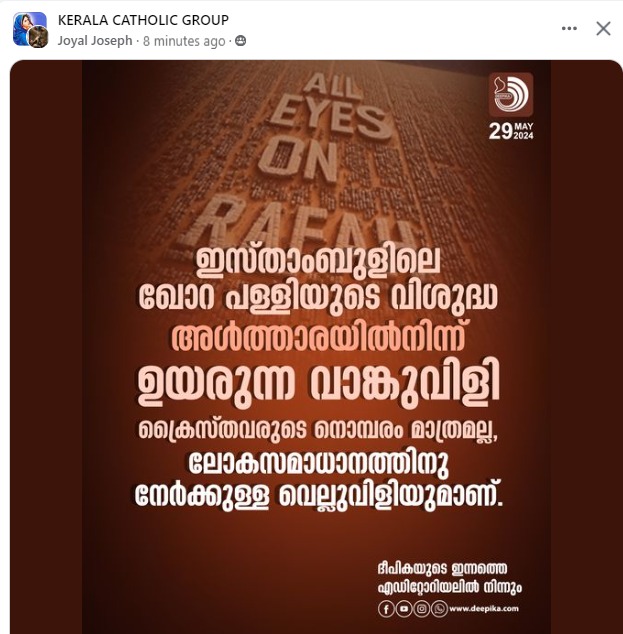 KERALA CATHOLIC GROUP
Joyal Joseph · 8 minutes ago ·
DEEPIKA
29 MAY 2024
ALL
EYES
ON
RAFAH
ഇസ്താംബുളിലെ
ഖോറ പള്ളിയുടെ വിശുദ്ധ
അൾത്താരയിൽനിന്ന്
ഉയരുന്ന വാങ്കുവിളി
ക്രൈസ്തവരുടെ നൊമ്പരം മാത്രമല്ല,
ലോകസമാധാനത്തിനു
നേർക്കുള്ള വെല്ലുവിളിയുമാണ്.
ദീപികയുടെ ഇന്നത്തെ
എഡിറ്റോറിയലിൽ നിന്നും
www.deepika.com